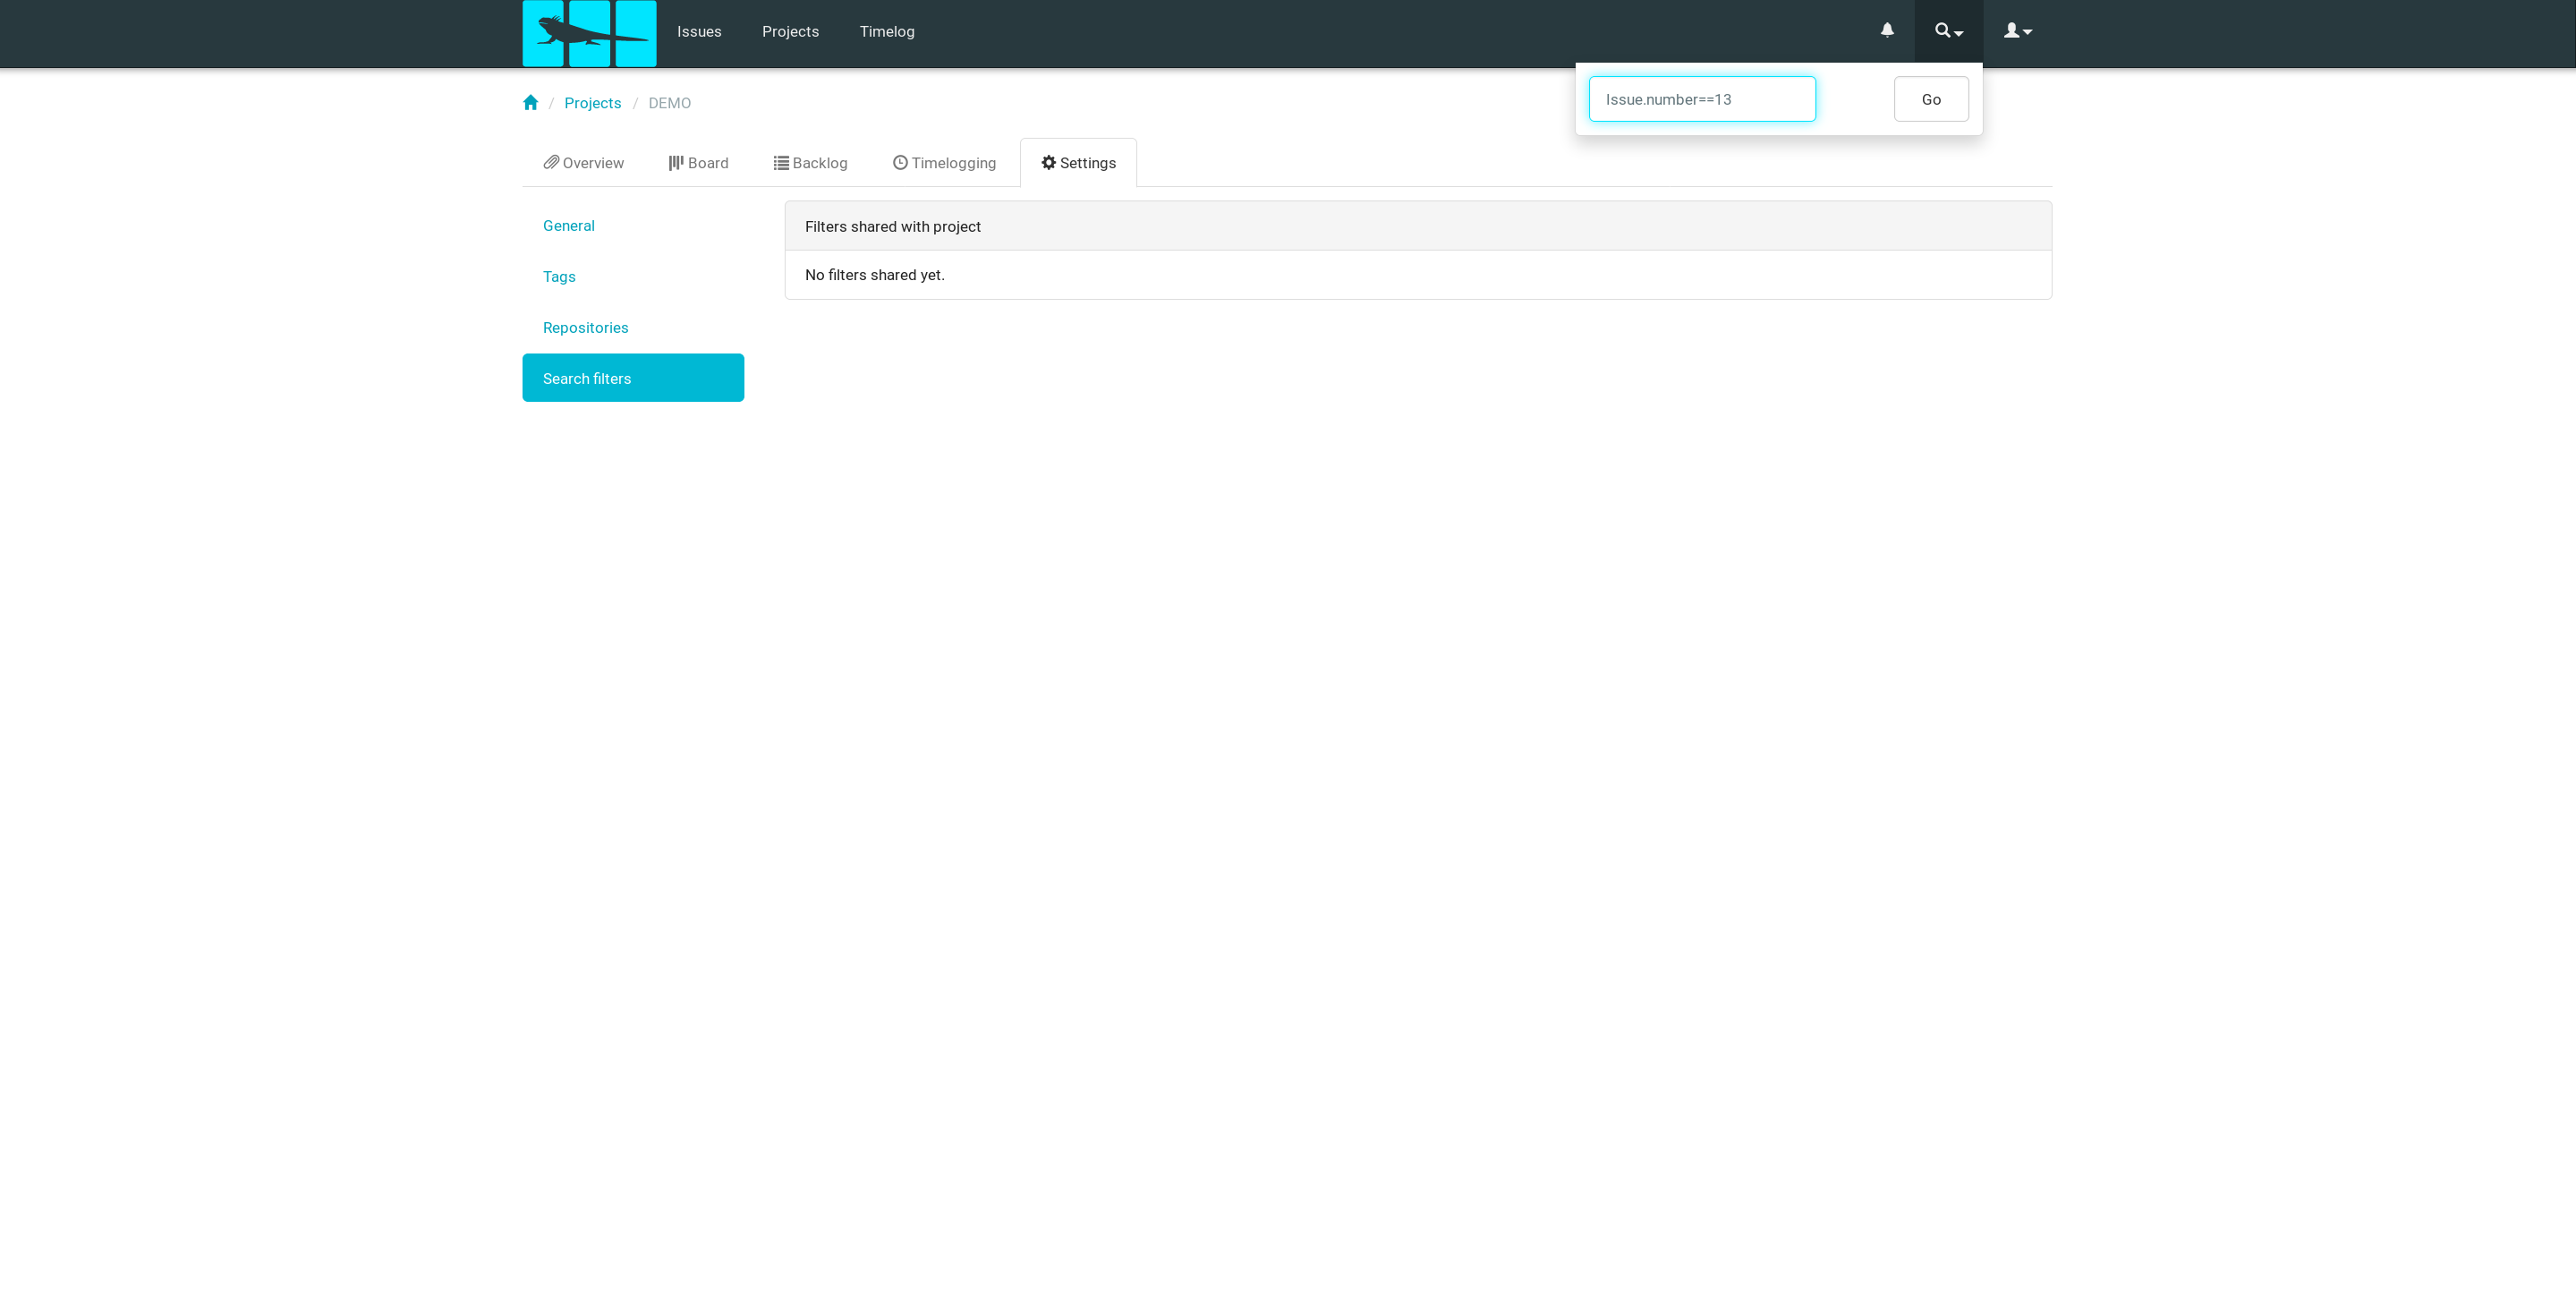 Issues Projects Timelog
Issue.number==13 Go
/ Projects / DEMO
Overview Board Backlog Timelogging Settings
General
Tags
Repositories
Search filters
Filters shared with project
No filters shared yet.